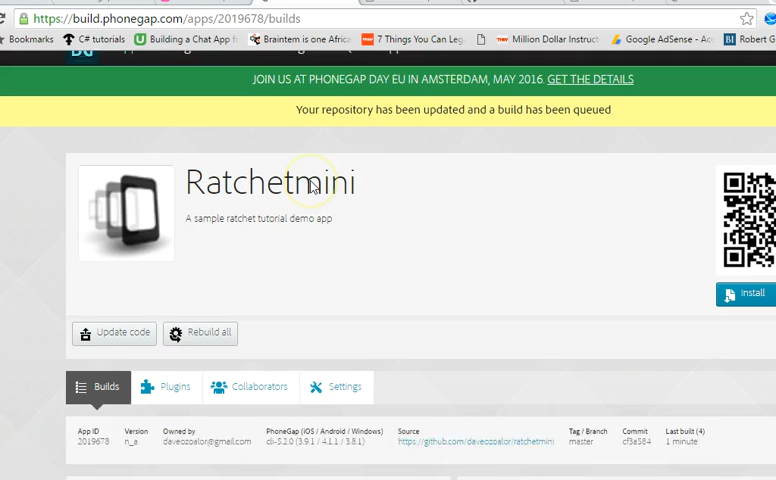 https://build.phonegap.com/apps/2019678/builds
Bookmarks C# tutorials Building a Chat App f Braintem is one Africa 7 Things You Can Leg Million Dollar Instruct Google AdSense - Ac Robert G
JOIN US AT PHONEGAP DAY EU IN AMSTERDAM, MAY 2016. GET THE DETAILS
Your repository has been updated and a build has been queued
Ratchetmini
A sample ratchet tutorial demo app
Install
Update code Rebuild all
Builds Plugins Collaborators Settings
App ID Version Owned by PhoneGap (iOS / Android / Windows) Source Tag / Branch Commit Last built (4)
2019678 n_a daveozoalor@gmail.com cli-5.2.0 (3.9.1 / 4.1.1 / 3.8.1) https://github.com/daveozoalor/ratchetmini master cf3a584 1 minute